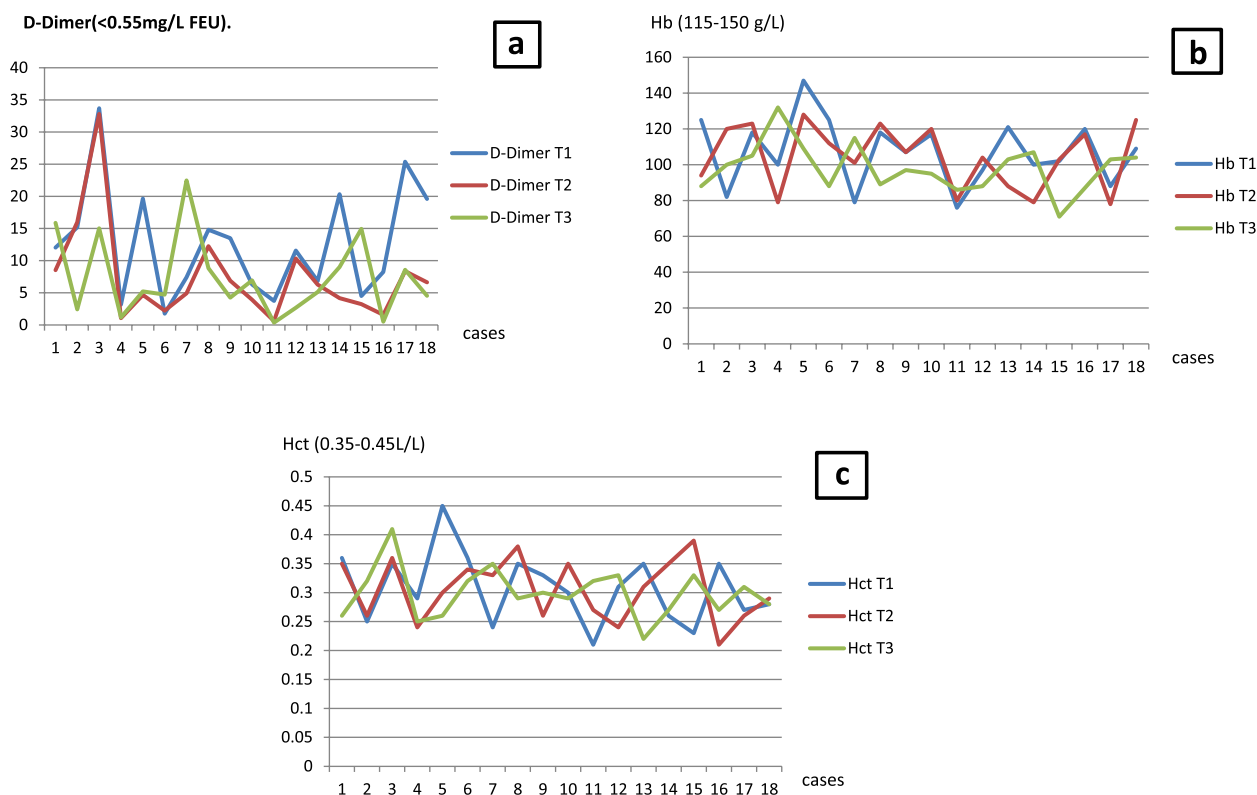 D-Dimer(<0.55mg/L FEU).
a
40
35
30
25
20
15
10
5
0
1 2 3 4 5 6 7 8 9 10 11 12 13 14 15 16 17 18
cases
D-Dimer T1
D-Dimer T2
D-Dimer T3
Hb (115-150 g/L)
b
160
140
120
100
80
60
40
20
0
1 2 3 4 5 6 7 8 9 10 11 12 13 14 15 16 17 18
cases
Hb T1
Hb T2
Hb T3
Hct (0.35-0.45L/L)
c
0.5
0.45
0.4
0.35
0.3
0.25
0.2
0.15
0.1
0.05
0
1 2 3 4 5 6 7 8 9 10 11 12 13 14 15 16 17 18
cases
Hct T1
Hct T2
Hct T3